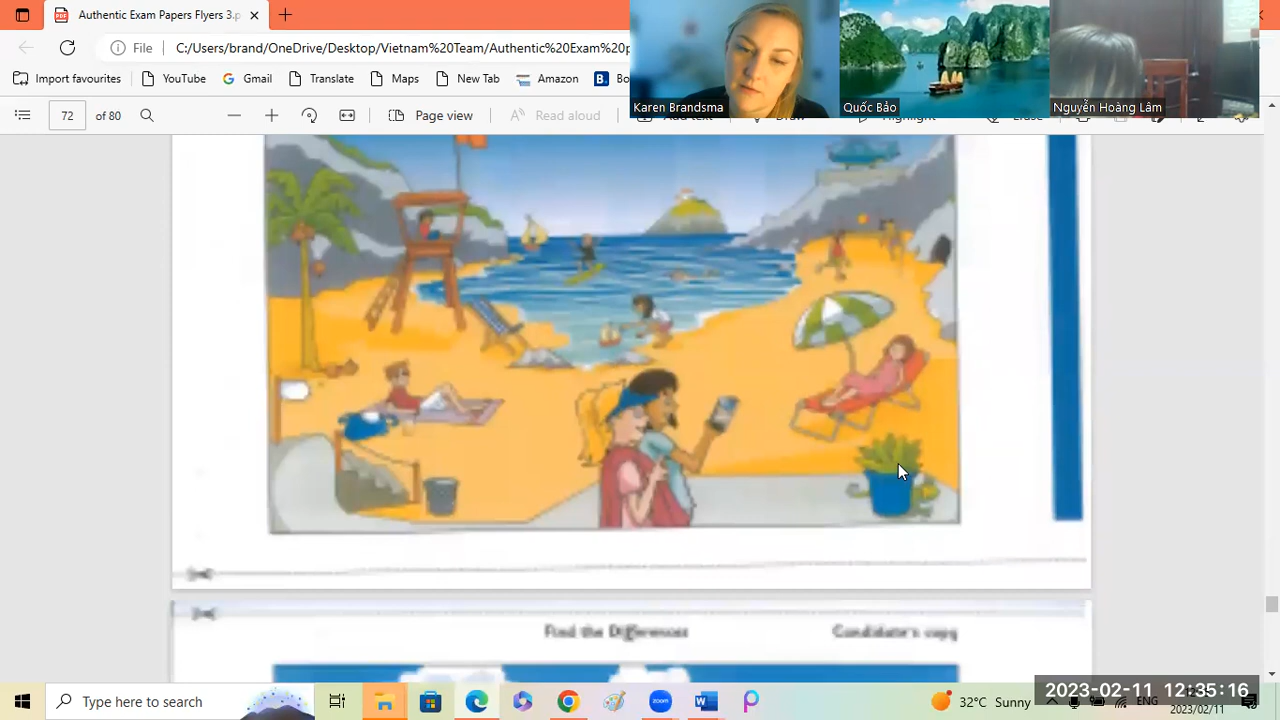 Authentic Exam Papers Flyers 3.p
File
C:/Users/brand/OneDrive/Desktop/Vietnam%20Team/Authentic%20Exam%20p
Import favourites
YouTube
Gmail
Translate
Maps
New Tab
Amazon
B.
Bo
72
of 80
Page view
Read aloud
Karen Brandsma
Quốc Bảo
Nguyễn Hoàng Lâm
Find the Differences
Candidate's copy
Type here to search
zoom
32°C Sunny
ENG
2023-02-11 12:35:16
2023/02/11